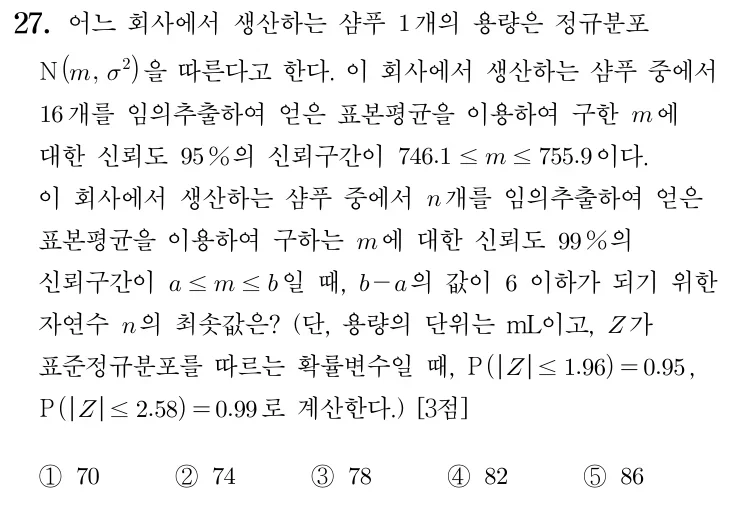 27. 어느 회사에서 생산하는 샴푸 1개의 용량은 정규분포
N(m, σ²)을 따른다고 한다. 이 회사에서 생산하는 샴푸 중에서
16개를 임의추출하여 얻은 표본평균을 이용하여 구한 m에
대한 신뢰도 95%의 신뢰구간이 746.1 ≤ m ≤ 755.9이다.
이 회사에서 생산하는 샴푸 중에서 n개를 임의추출하여 얻은
표본평균을 이용하여 구하는 m에 대한 신뢰도 99%의
신뢰구간이 a ≤ m ≤ b일 때, b-a의 값이 6 이하가 되기 위한
자연수 n의 최솟값은? (단, 용량의 단위는 mL이고, Z가
표준정규분포를 따르는 확률변수일 때, P(|Z| ≤ 1.96) = 0.95,
P(|Z| ≤ 2.58) = 0.99로 계산한다.) [3점]
① 70 ② 74 ③ 78 ④ 82 ⑤ 86